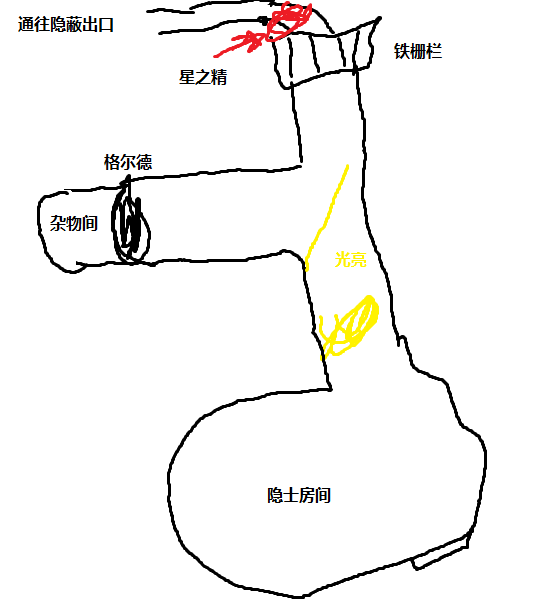 通往隐蔽出口
铁栅栏
星之精
格尔德
杂物间
光亮
隐士房间